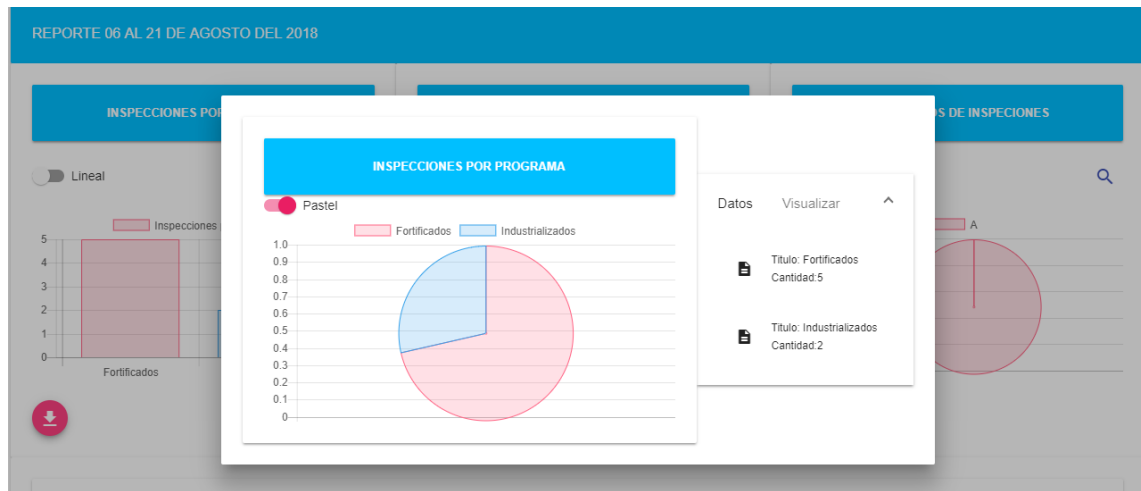 REPORTE 06 AL 21 DE AGOSTO DEL 2018
INSPECCIONES POR
S DE INSPECIONES
Lineal
Inspecciones
5
4
3
2
1
0
Fortificados
INSPECCIONES POR PROGRAMA
Pastel
Fortificados
Industrializados
1.0
0.9
0.8
0.7
0.6
0.5
0.4
0.3
0.2
0.1
0
Datos
Visualizar
Titulo: Fortificados
Cantidad:5
Titulo: Industrializados
Cantidad:2
A